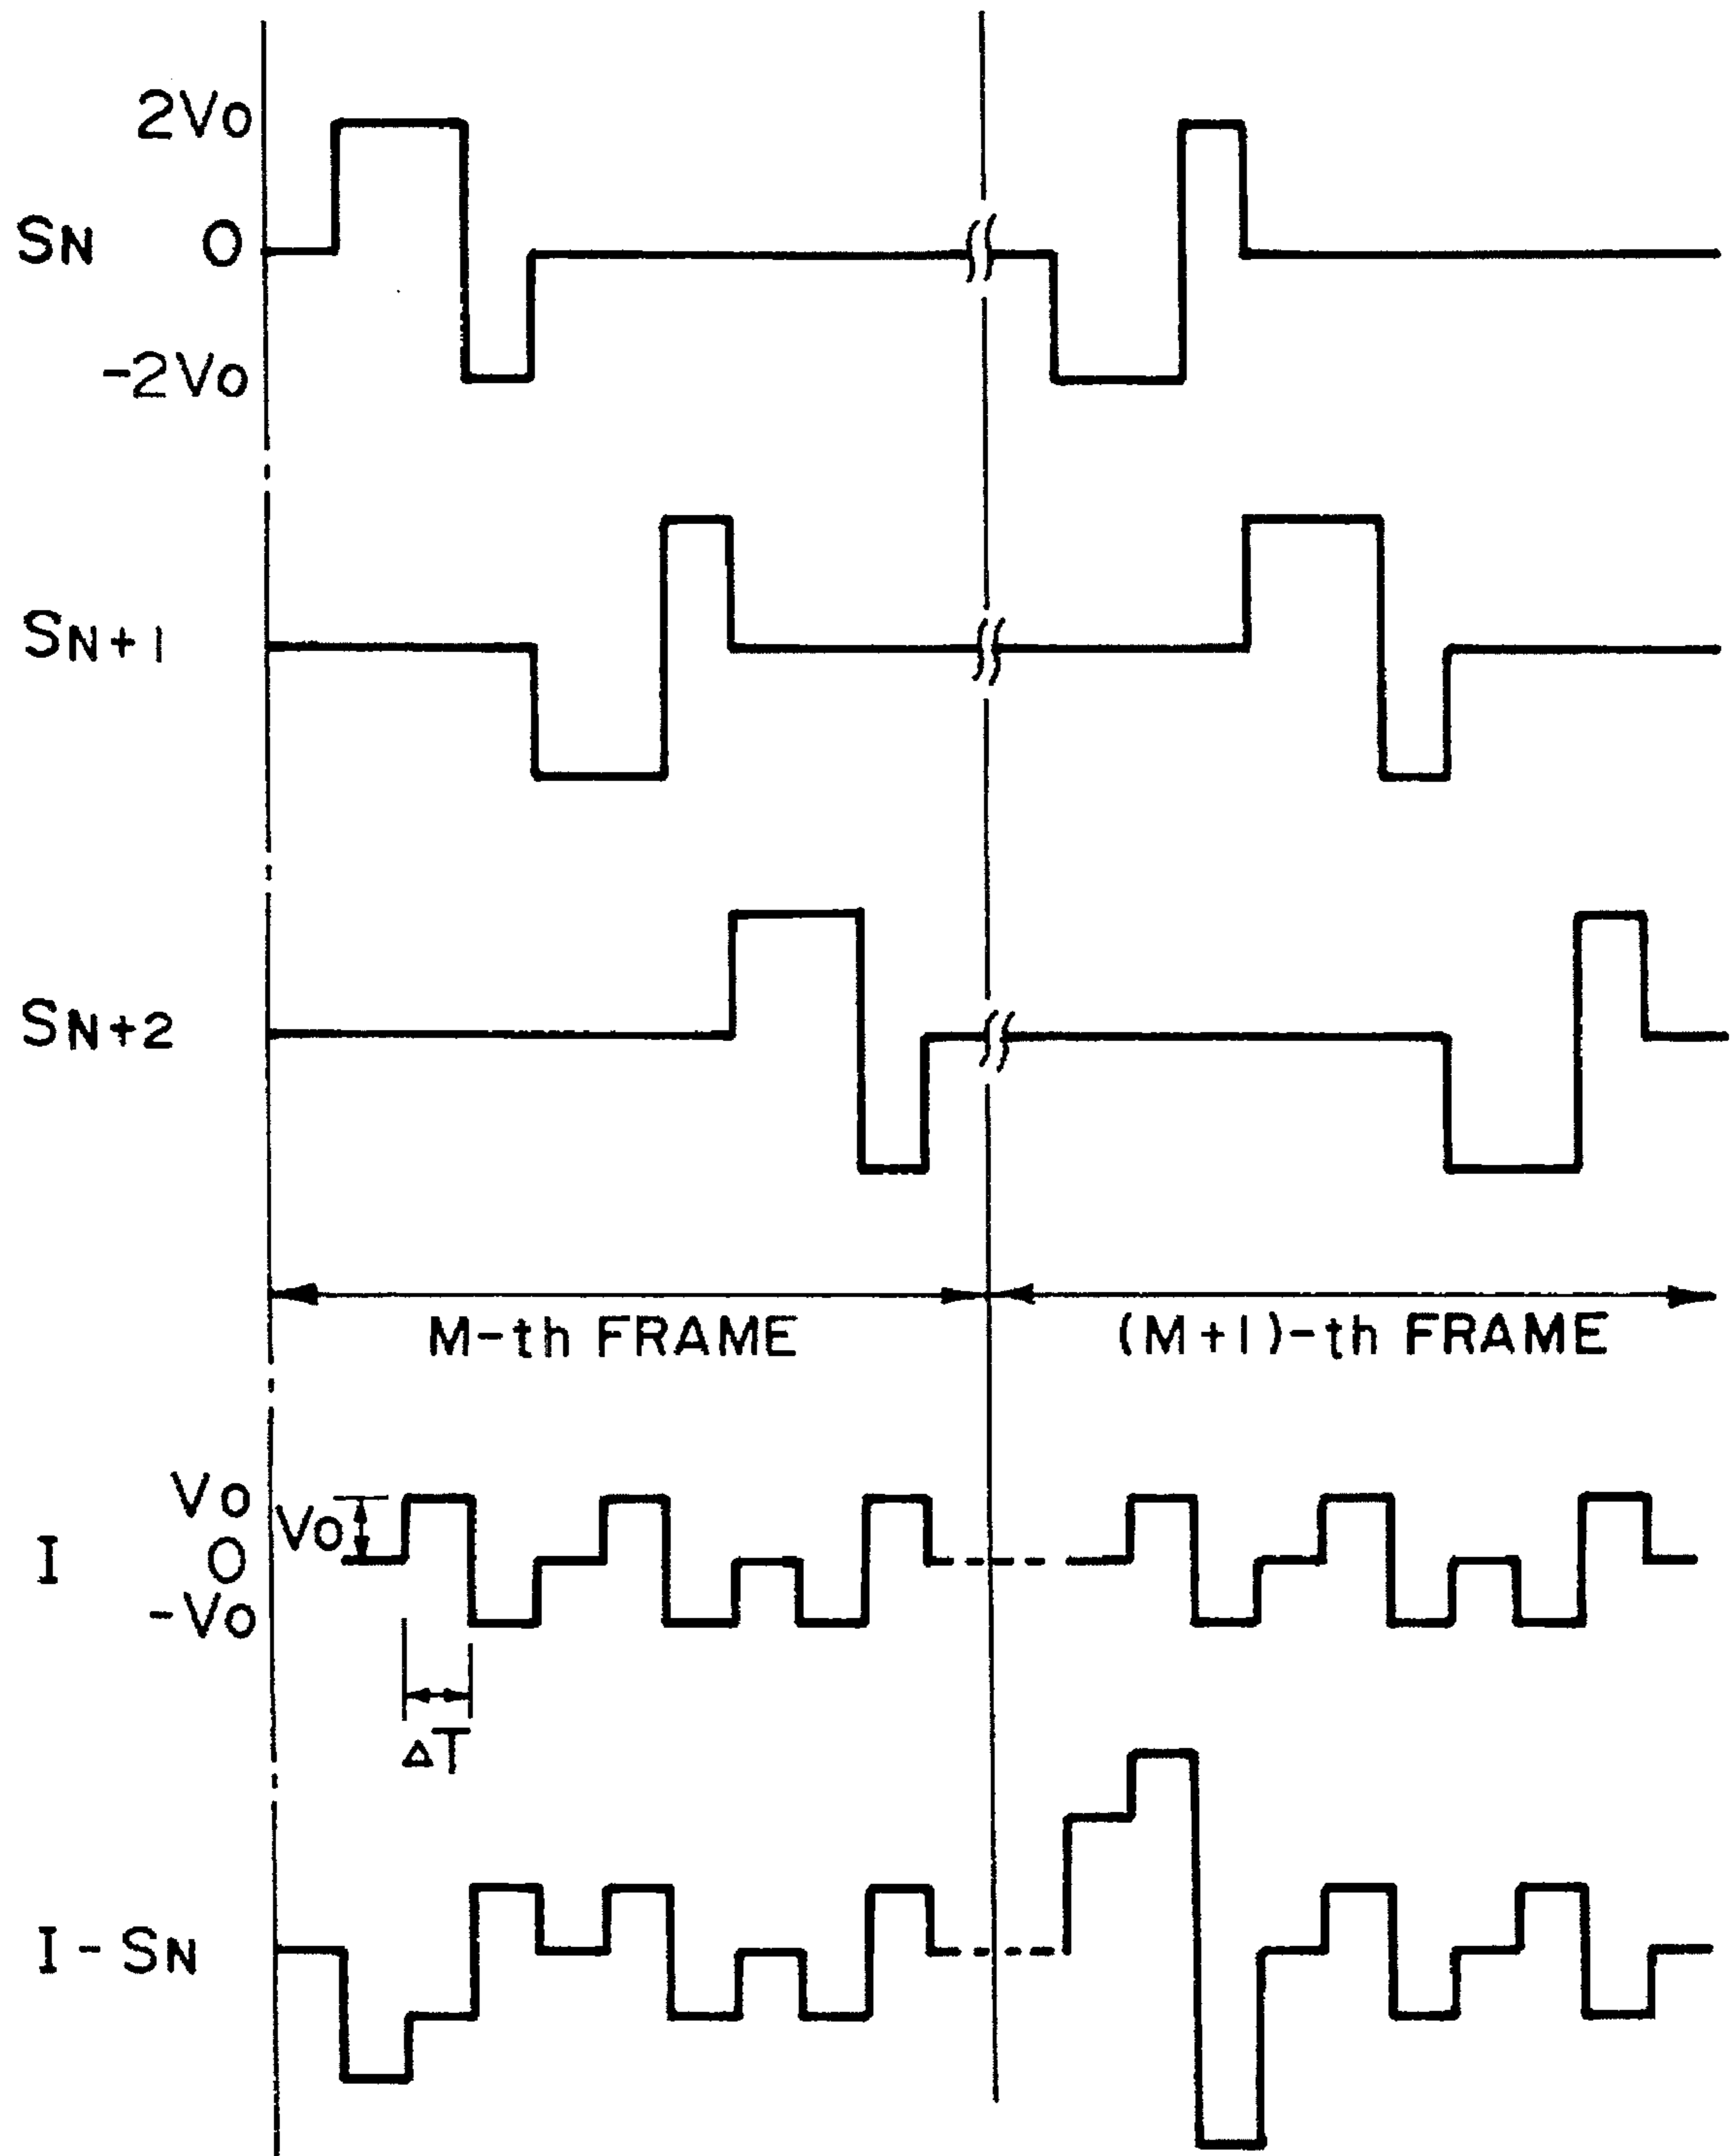 2Vo
SN 0
-2Vo
SN+1
SN+2
M-th FRAME (M+1)-th FRAME
Vo
Vo
I 0
-Vo
ΔT
I-SN